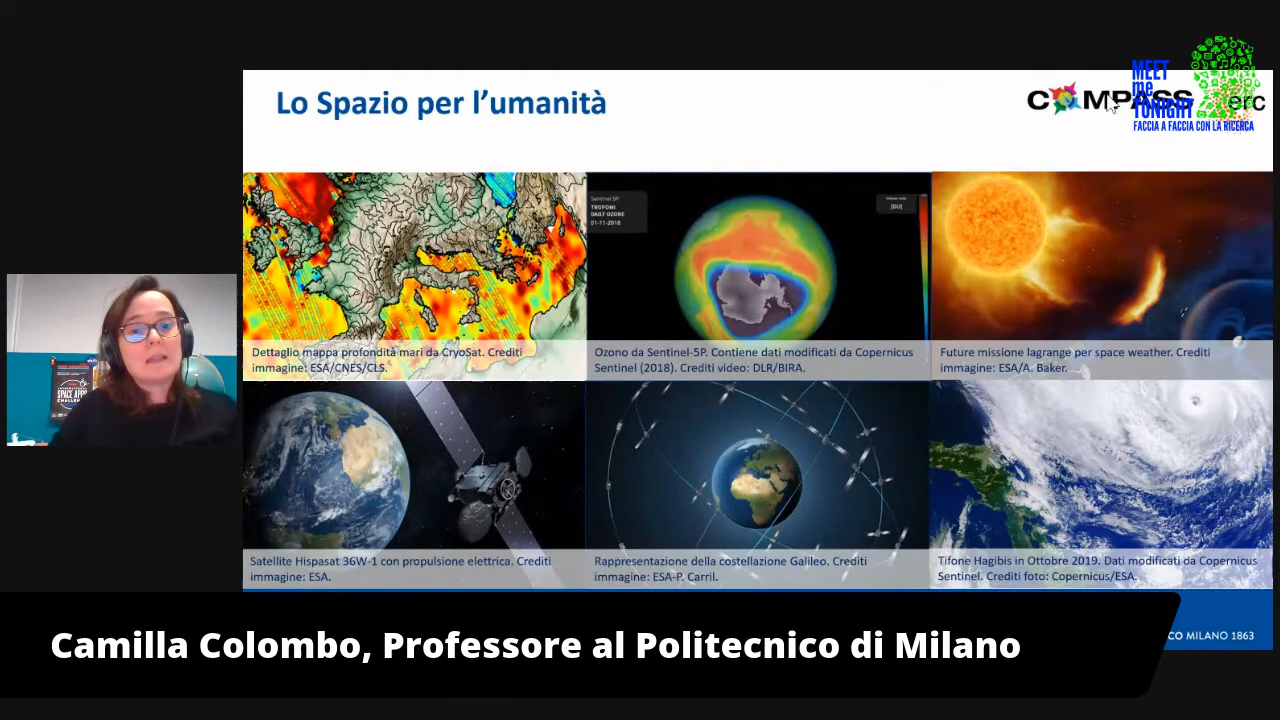 Lo Spazio per l'umanità
COMPASS
erc
MEET
me
TONIGHT
FACCIA A FACCIA CON LA RICERCA
Sentinel 5P
TROPOMI
DAILY OZONE
01-11-2018
[DU]
Dettaglio mappa profondità mari da CryoSat. Crediti
immagine: ESA/CNES/CLS.
Ozono da Sentinel-5P. Contiene dati modificati da Copernicus
Sentinel (2018). Crediti video: DLR/BIRA.
Future missione lagrange per space weather. Crediti
immagine: ESA/A. Baker.
SPACE APPS
CHALLENGE
Satellite Hispasat 36W-1 con propulsione elettrica. Crediti
immagine: ESA.
Rappresentazione della costellazione Galileo. Crediti
immagine: ESA-P. Carril.
Tifone Hagibis in Ottobre 2019. Dati modificati da Copernicus
Sentinel. Crediti foto: Copernicus/ESA.
CO MILANO 1863
Camilla Colombo, Professore al Politecnico di Milano